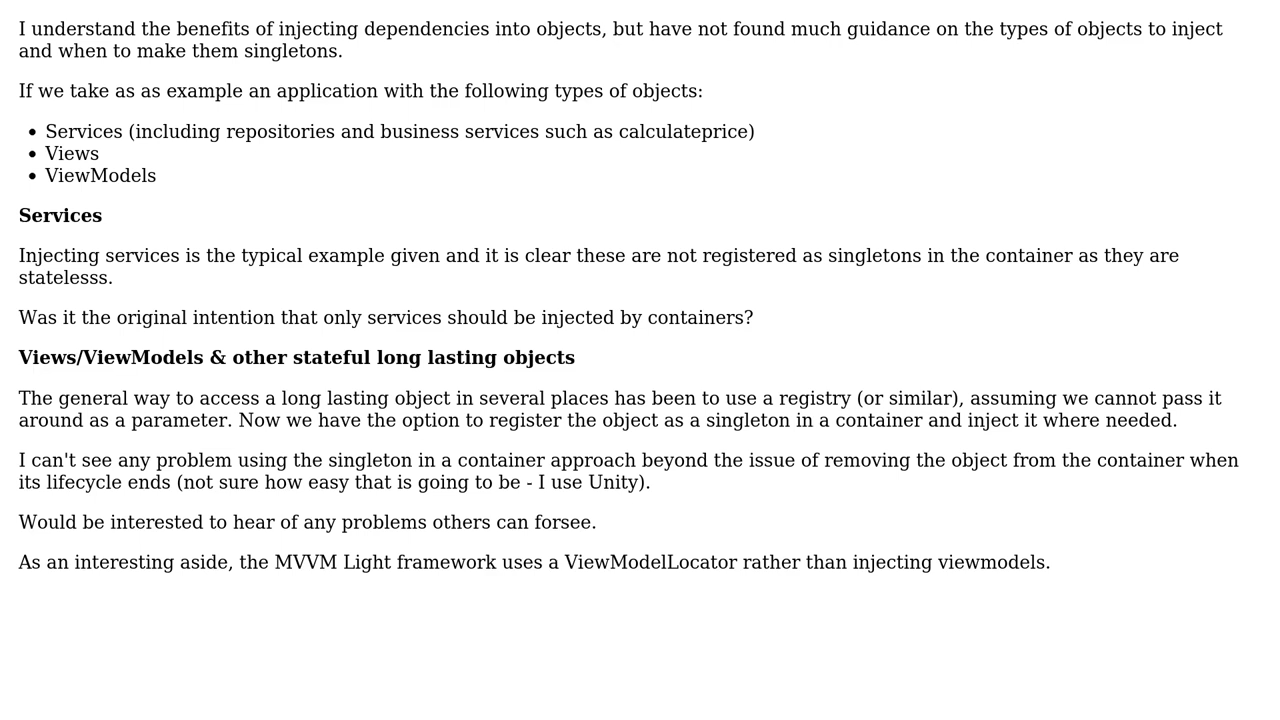 I understand the benefits of injecting dependencies into objects, but have not found much guidance on the types of objects to inject
and when to make them singletons.
If we take as as example an application with the following types of objects:
• Services (including repositories and business services such as calculateprice)
• Views
• ViewModels
Services
Injecting services is the typical example given and it is clear these are not registered as singletons in the container as they are
statelesss.
Was it the original intention that only services should be injected by containers?
Views/ViewModels & other stateful long lasting objects
The general way to access a long lasting object in several places has been to use a registry (or similar), assuming we cannot pass it
around as a parameter. Now we have the option to register the object as a singleton in a container and inject it where needed.
I can't see any problem using the singleton in a container approach beyond the issue of removing the object from the container when
its lifecycle ends (not sure how easy that is going to be - I use Unity).
Would be interested to hear of any problems others can forsee.
As an interesting aside, the MVVM Light framework uses a ViewModelLocator rather than injecting viewmodels.